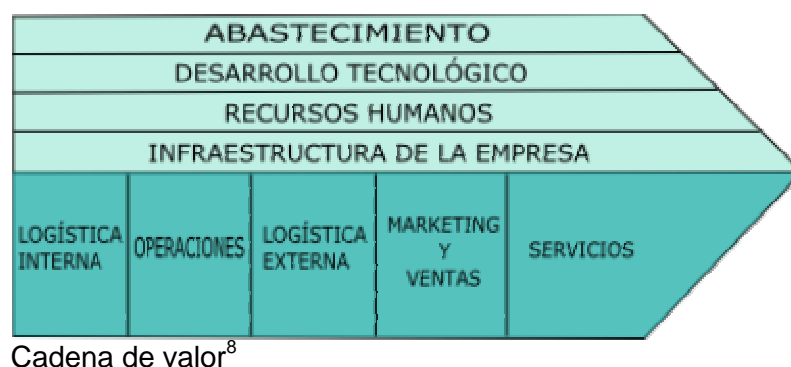 ABASTECIMIENTO
DESARROLLO TECNOLÓGICO
RECURSOS HUMANOS
INFRAESTRUCTURA DE LA EMPRESA
LOGÍSTICA
INTERNA
OPERACIONES
LOGÍSTICA
EXTERNA
MARKETING
Y
VENTAS
SERVICIOS
Cadena de valor8